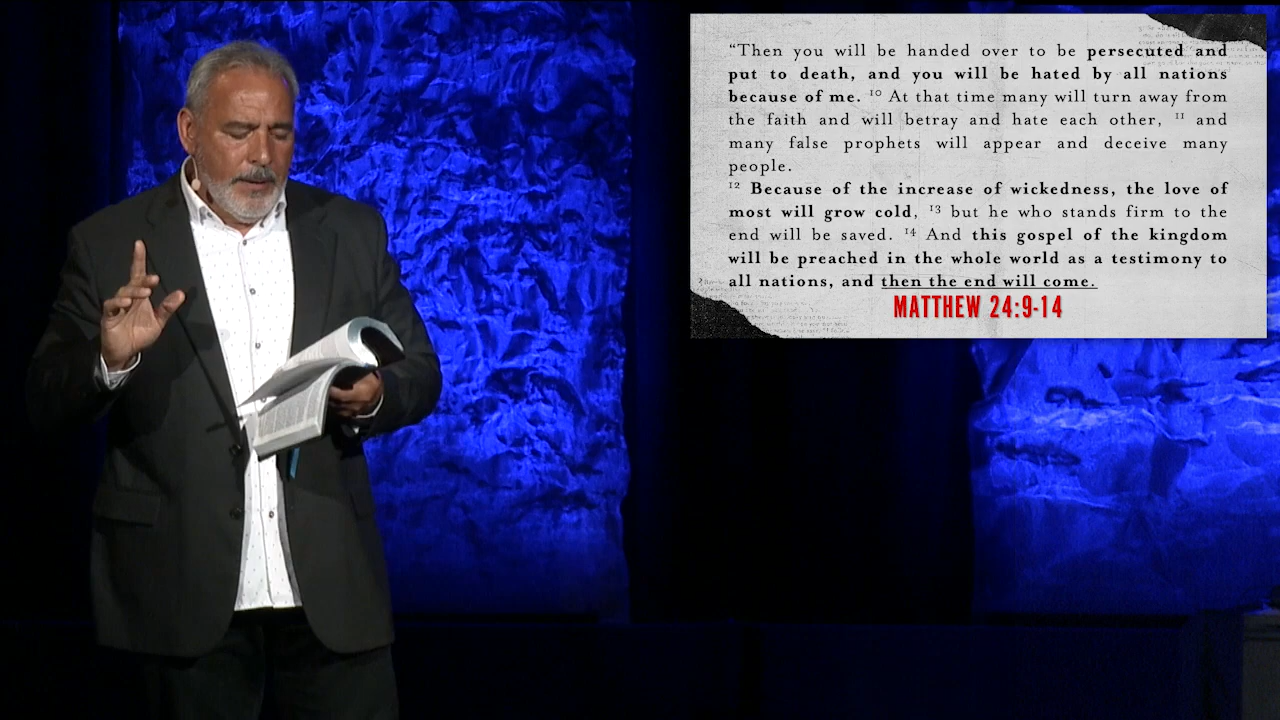 “Then you will be handed over to be persecuted and
put to death, and you will be hated by all nations
because of me. 10 At that time many will turn away from
the faith and will betray and hate each other, 11 and
many false prophets will appear and deceive many
people.
12 Because of the increase of wickedness, the love of
most will grow cold, 13 but he who stands firm to the
end will be saved. 14 And this gospel of the kingdom
will be preached in the whole world as a testimony to
all nations, and then the end will come.
MATTHEW 24:9-14